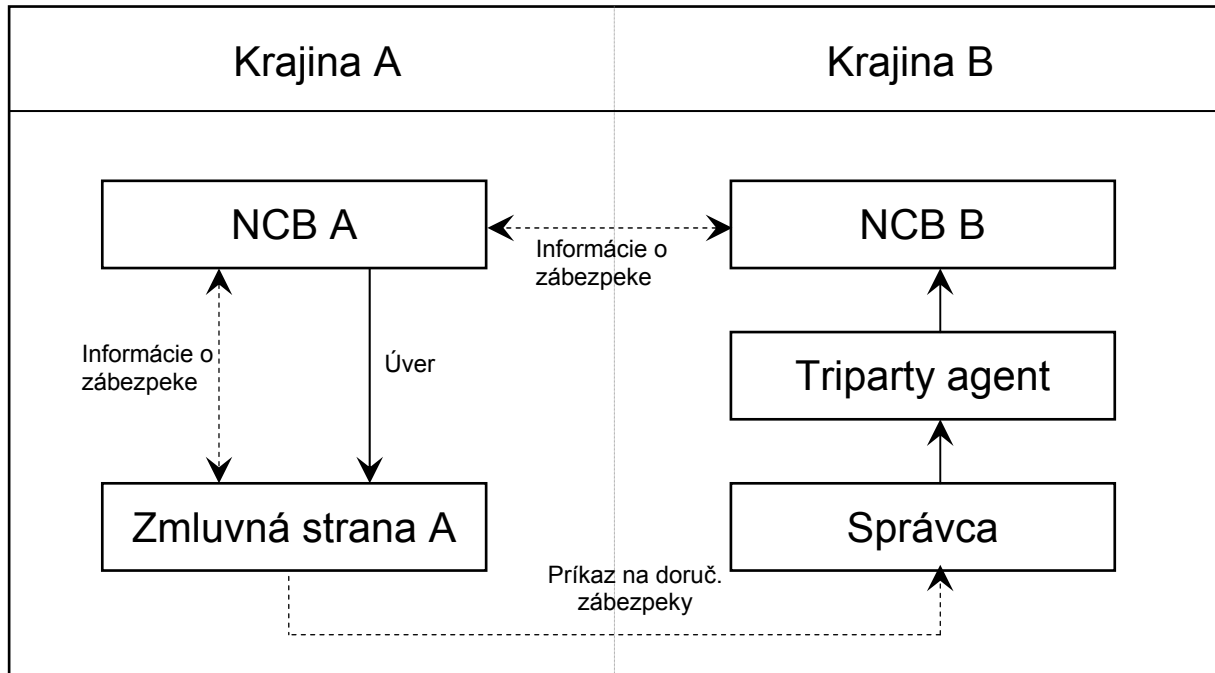 Krajina A
Krajina B
NCB A
NCB B
Informácie o
zábezpeke
Triparty agent
Informácie o
zábezpeke
Úver
Zmluvná strana A
Správca
Príkaz na doruč.
zábezpeky